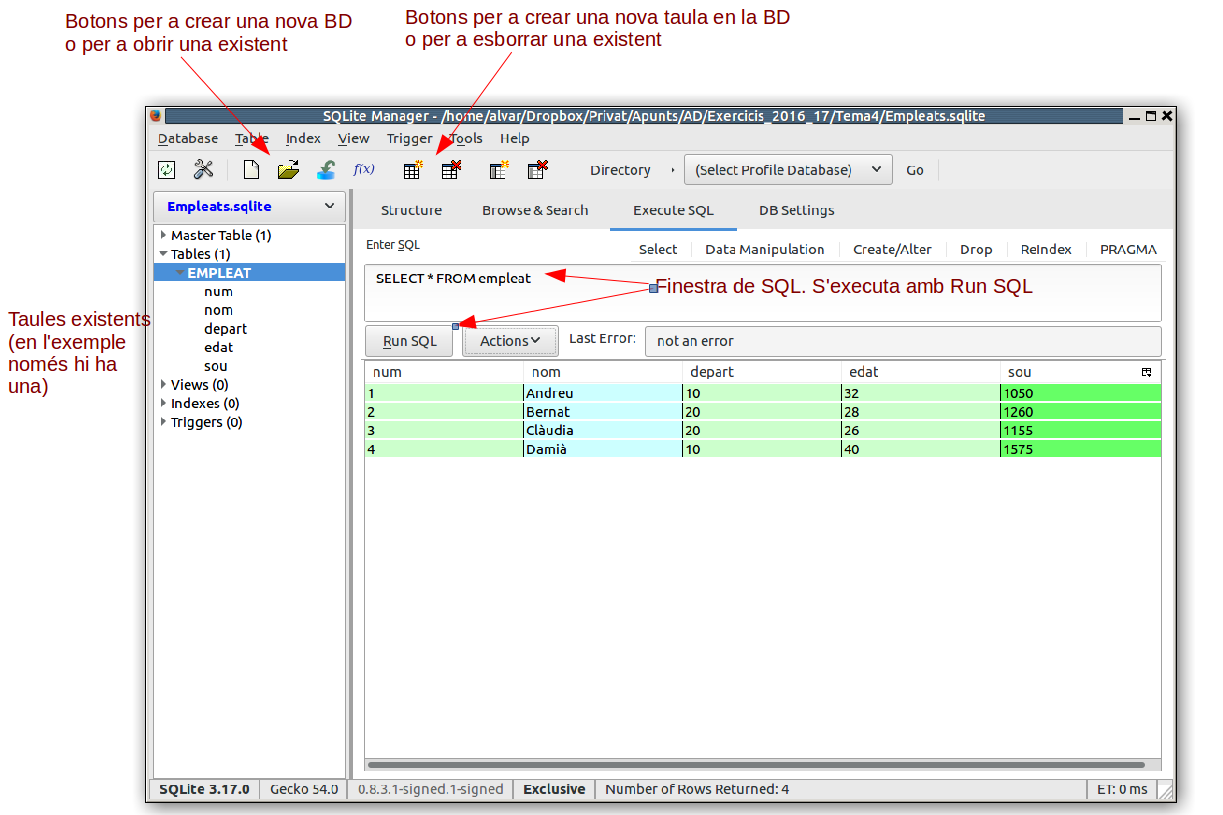 Botons per a crear una nova BD
o per a obrir una existent
Botons per a crear una nova taula en la BD
o per a esborrar una existent
SQLite Manager - /home/alvar/Dropbox/Privat/Apunts/AD/Exercicis_2016_17/Tema4/Empleats.sqlite
Database Table Index View Trigger Tools Help
f(x) Directory (Select Profile Database) Go
Empleats.sqlite
Structure Browse & Search Execute SQL DB Settings
Master Table (1)
Tables (1)
EMPLEAT
num
nom
depart
edat
sou
Views (0)
Indexes (0)
Triggers (0)
Taules existents
(en l'exemple
només hi ha
una)
Enter SQL
Select Data Manipulation Create/Alter Drop ReIndex PRAGMA
SELECT * FROM empleat
Finestra de SQL. S'executa amb Run SQL
Run SQL Actions Last Error: not an error
num nom depart edat sou
1 Andreu 10 32 1050
2 Bernat 20 28 1260
3 Clàudia 20 26 1155
4 Damià 10 40 1575
SQLite 3.17.0 Gecko 54.0 0.8.3.1-signed.1-signed Exclusive Number of Rows Returned: 4 ET: 0 ms